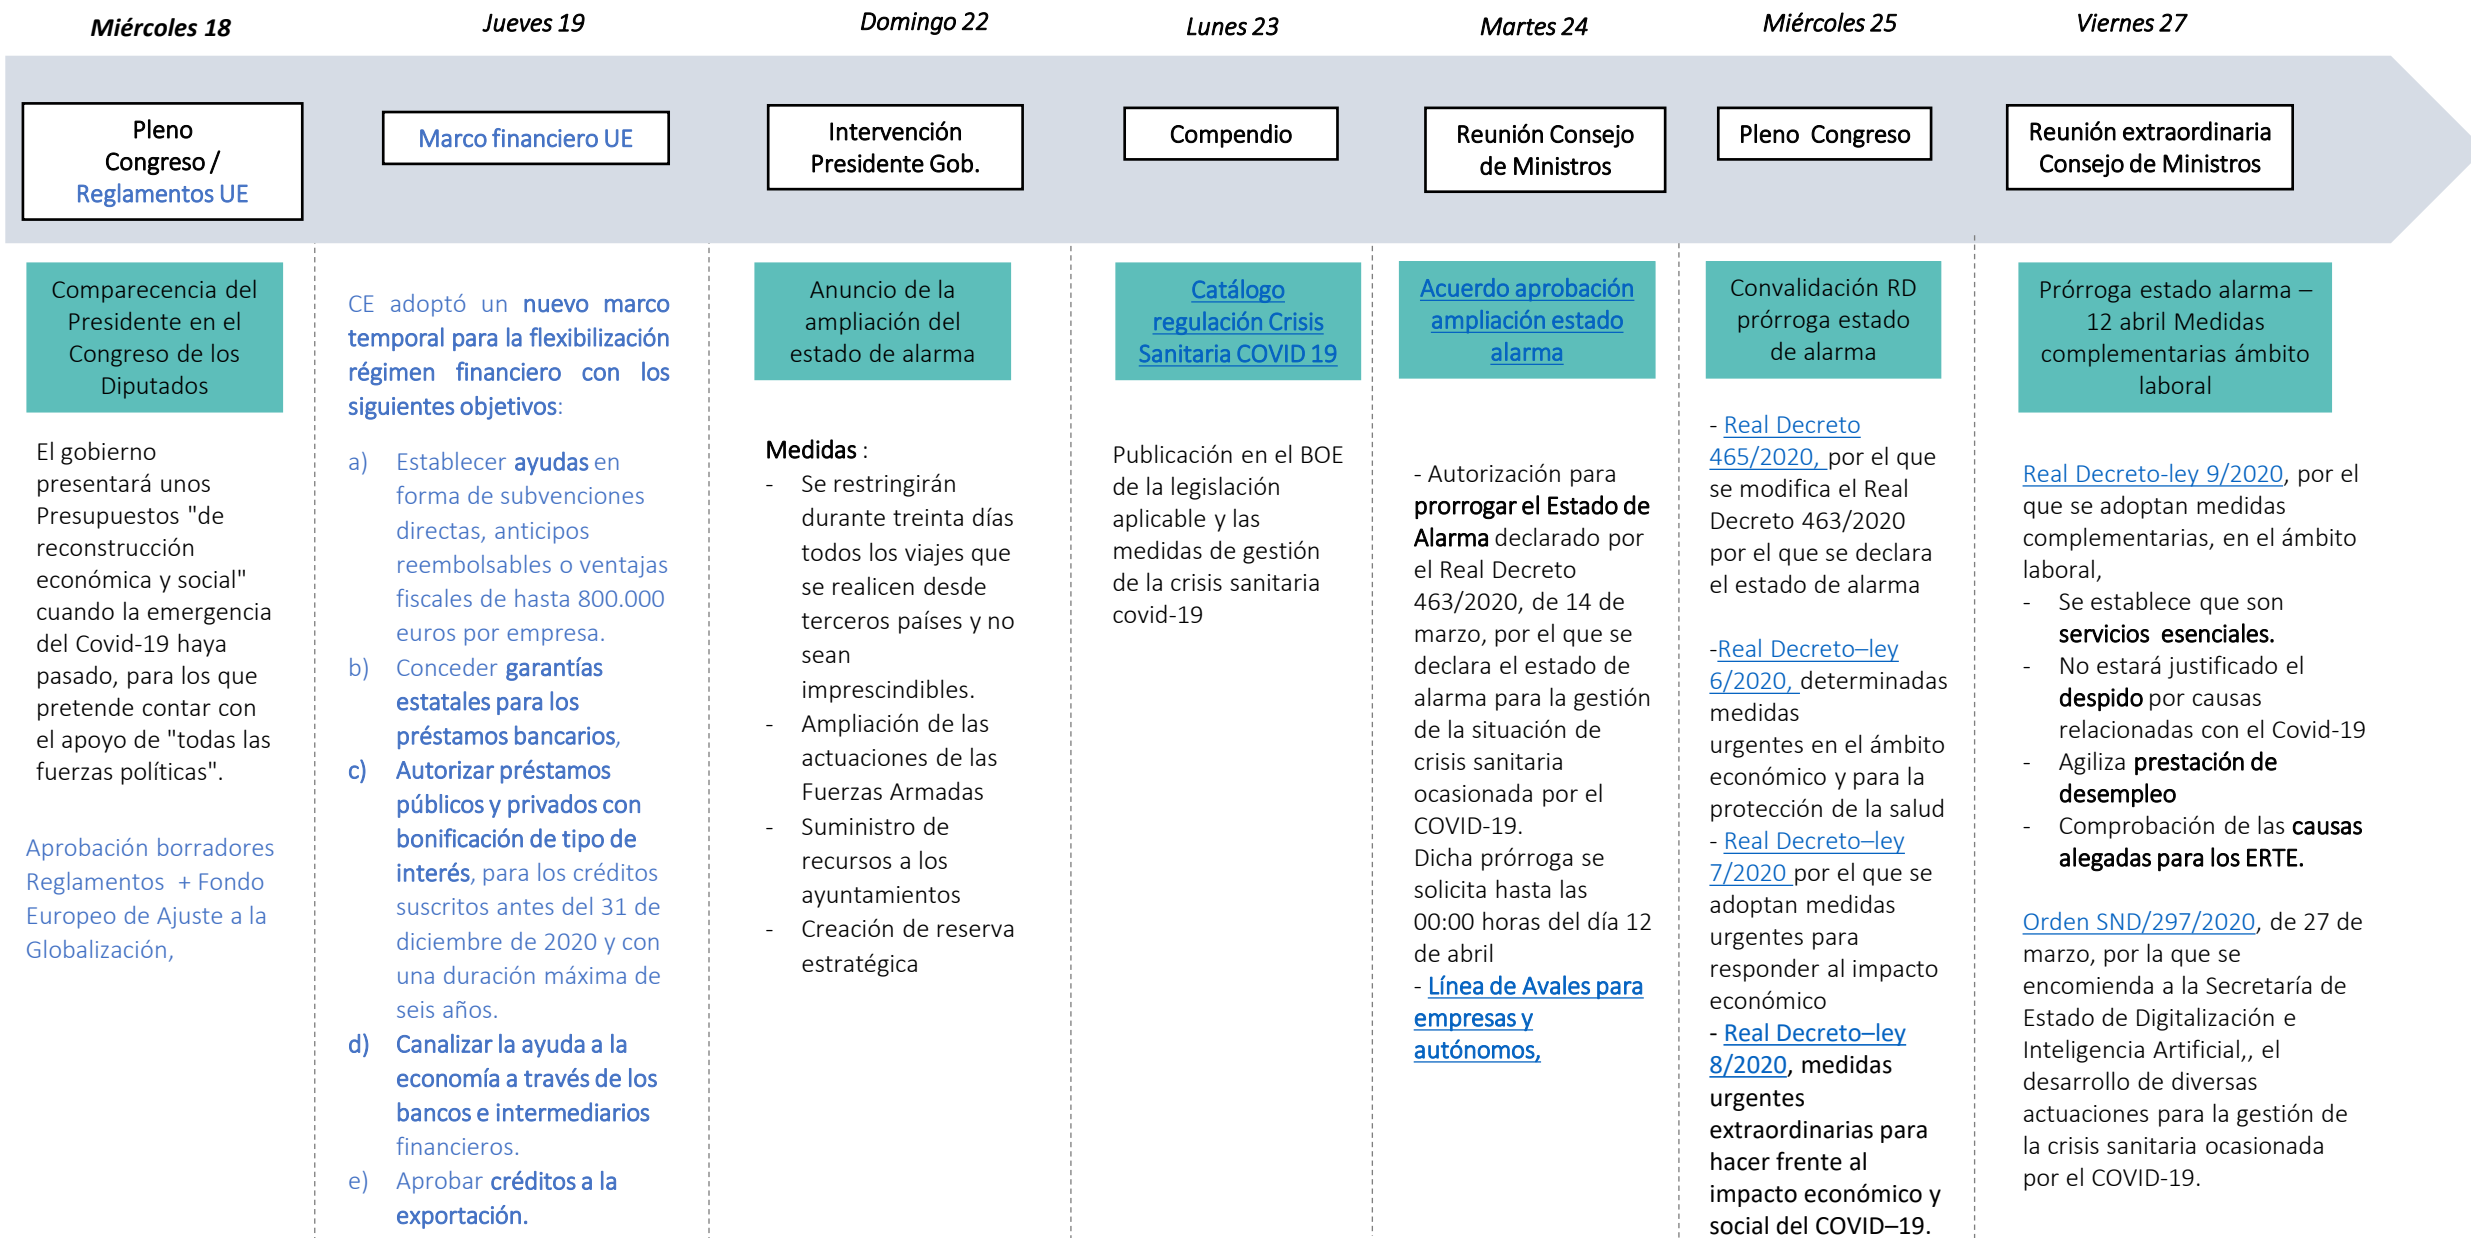 Miércoles 18
Jueves 19
Domingo 22
Lunes 23
Martes 24
Miércoles 25
Viernes 27
Pleno
Congreso /
Reglamentos UE
Marco financiero UE
Intervención
Presidente Gob.
Compendio
Reunión Consejo
de Ministros
Pleno Congreso
Reunión extraordinaria
Consejo de Ministros
Comparecencia del
Presidente en el
Congreso de los
Diputados
El gobierno
presentará unos
Presupuestos "de
reconstrucción
económica y social"
cuando la emergencia
del Covid-19 haya
pasado, para los que
pretende contar con
el apoyo de "todas las
fuerzas políticas".
Aprobación borradores
Reglamentos + Fondo
Europeo de Ajuste a la
Globalización,
CE adoptó un nuevo marco
temporal para la flexibilización
régimen financiero con los
siguientes objetivos:
a) Establecer ayudas en
forma de subvenciones
directas, anticipos
reembolsables o ventajas
fiscales de hasta 800.000
euros por empresa.
b) Conceder garantías
estatales para los
préstamos bancarios,
c) Autorizar préstamos
públicos y privados con
bonificación de tipo de
interés, para los créditos
suscritos antes del 31 de
diciembre de 2020 y con
una duración máxima de
seis años.
d) Canalizar la ayuda a la
economía a través de los
bancos e intermediarios
financieros.
e) Aprobar créditos a la
exportación.
Anuncio de la
ampliación del
estado de alarma
Medidas :
- Se restringirán
durante treinta días
todos los viajes que
se realicen desde
terceros países y no
sean
imprescindibles.
- Ampliación de las
actuaciones de las
Fuerzas Armadas
- Suministro de
recursos a los
ayuntamientos
- Creación de reserva
estratégica
Catálogo
regulación Crisis
Sanitaria COVID 19
Publicación en el BOE
de la legislación
aplicable y las
medidas de gestión
de la crisis sanitaria
covid-19
Acuerdo aprobación
ampliación estado
alarma
- Autorización para
prorrogar el Estado de
Alarma declarado por
el Real Decreto
463/2020, de 14 de
marzo, por el que se
declara el estado de
alarma para la gestión
de la situación de
crisis sanitaria
ocasionada por el
COVID-19.
Dicha prórroga se
solicita hasta las
00:00 horas del día 12
de abril
- Línea de Avales para
empresas y
autónomos,
Convalidación RD
prórroga estado
de alarma
- Real Decreto
465/2020, por el que
se modifica el Real
Decreto 463/2020
por el que se declara
el estado de alarma
-Real Decreto–ley
6/2020, determinadas
medidas
urgentes en el ámbito
económico y para la
protección de la salud
- Real Decreto–ley
7/2020 por el que se
adoptan medidas
urgentes para
responder al impacto
económico
- Real Decreto–ley
8/2020, medidas
urgentes
extraordinarias para
hacer frente al
impacto económico y
social del COVID–19.
Prórroga estado alarma –
12 abril Medidas
complementarias ámbito
laboral
Real Decreto-ley 9/2020, por el
que se adoptan medidas
complementarias, en el ámbito
laboral,
- Se establece que son
servicios esenciales.
- No estará justificado el
despido por causas
relacionadas con el Covid-19
- Agiliza prestación de
desempleo
- Comprobación de las causas
alegadas para los ERTE.
Orden SND/297/2020, de 27 de
marzo, por la que se
encomienda a la Secretaría de
Estado de Digitalización e
Inteligencia Artificial,, el
desarrollo de diversas
actuaciones para la gestión de
la crisis sanitaria ocasionada
por el COVID-19.